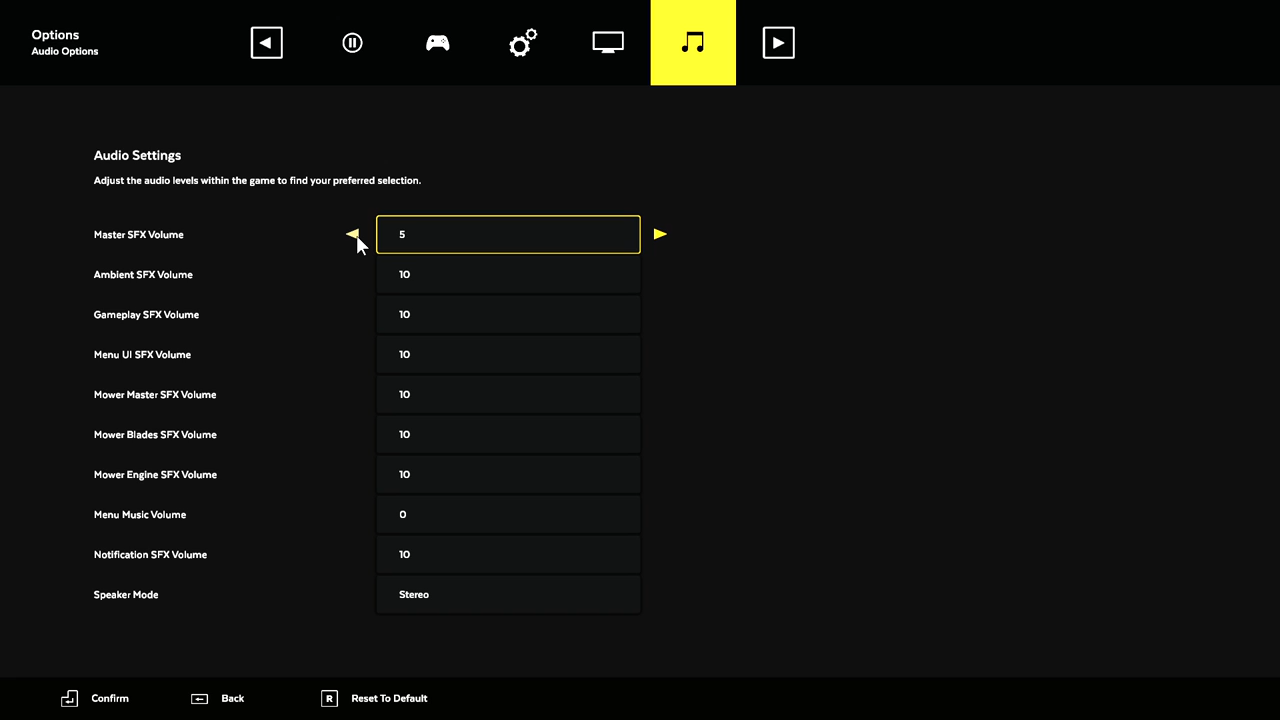 Options
Audio Options
Audio Settings
Adjust the audio levels within the game to find your preferred selection.
Master SFX Volume 5
Ambient SFX Volume 10
Gameplay SFX Volume 10
Menu UI SFX Volume 10
Mower Master SFX Volume 10
Mower Blades SFX Volume 10
Mower Engine SFX Volume 10
Menu Music Volume 0
Notification SFX Volume 10
Speaker Mode Stereo
Confirm Back R Reset To Default